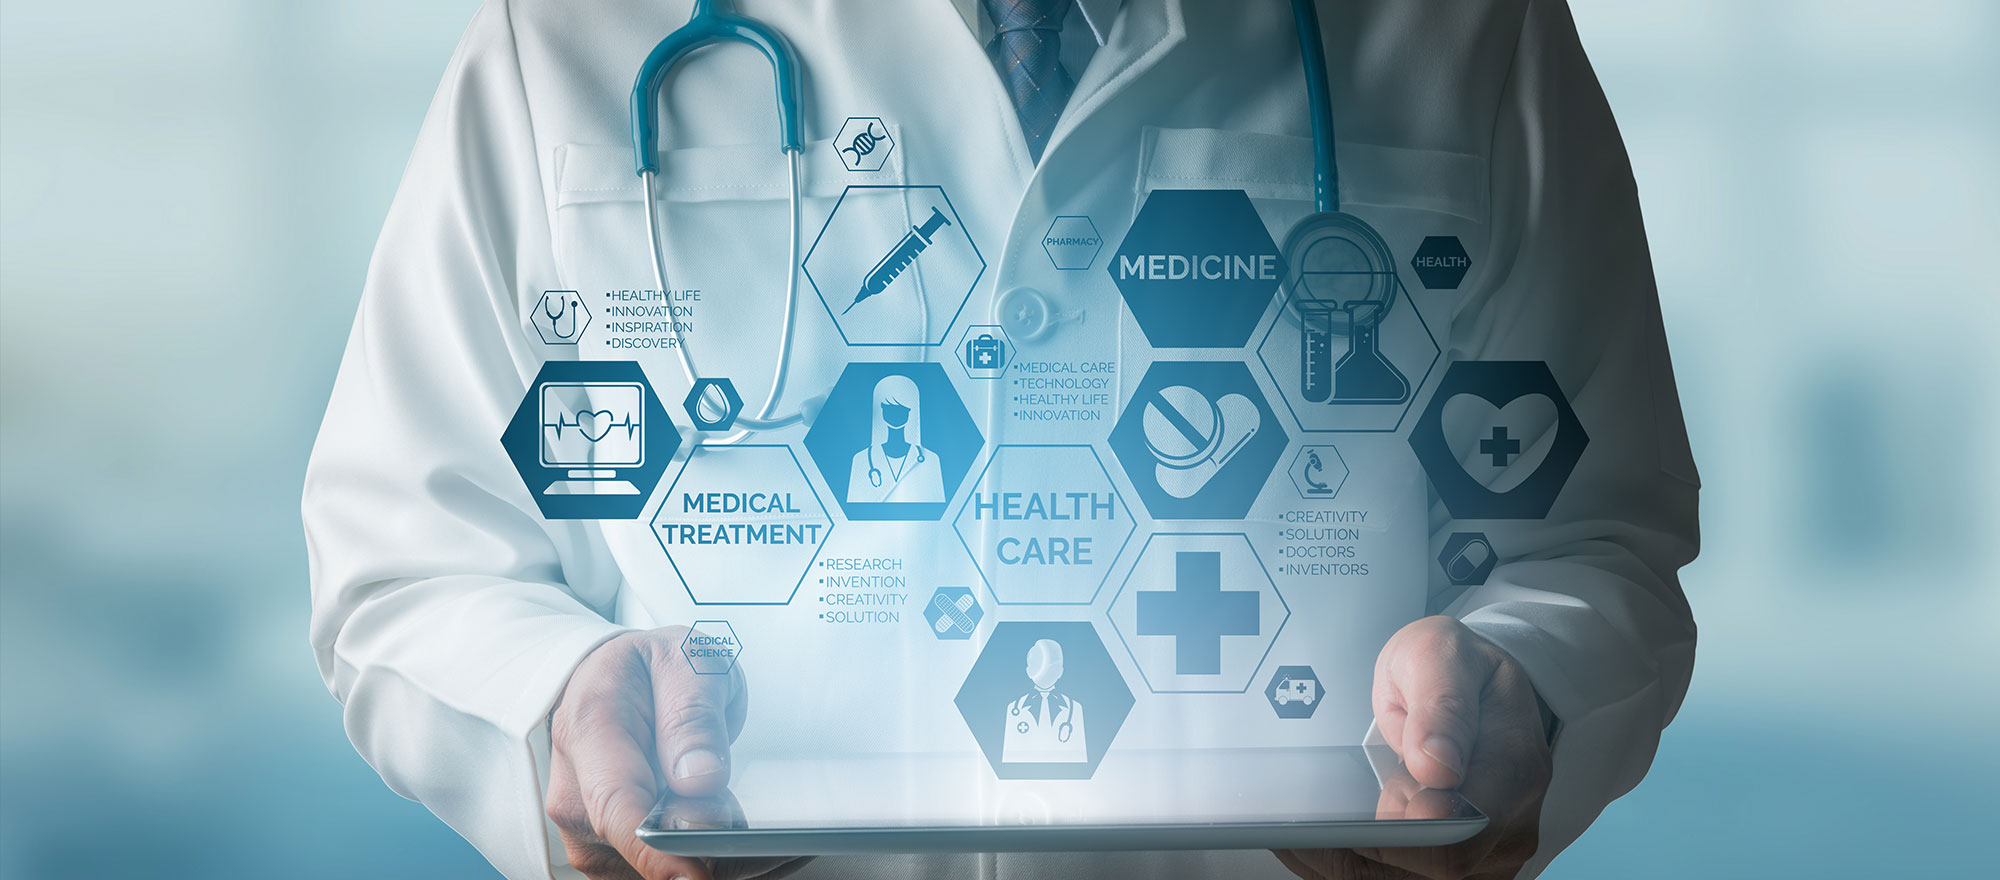 PHARMACY
MEDICINE
HEALTH
▪HEALTHY LIFE
▪INNOVATION
▪INSPIRATION
▪DISCOVERY
▪MEDICAL CARE
▪TECHNOLOGY
▪HEALTHY LIFE
▪INNOVATION
MEDICAL
TREATMENT
HEALTH
CARE
▪CREATIVITY
▪SOLUTION
▪DOCTORS
▪INVENTORS
▪RESEARCH
▪INVENTION
▪CREATIVITY
▪SOLUTION
MEDICAL
SCIENCE